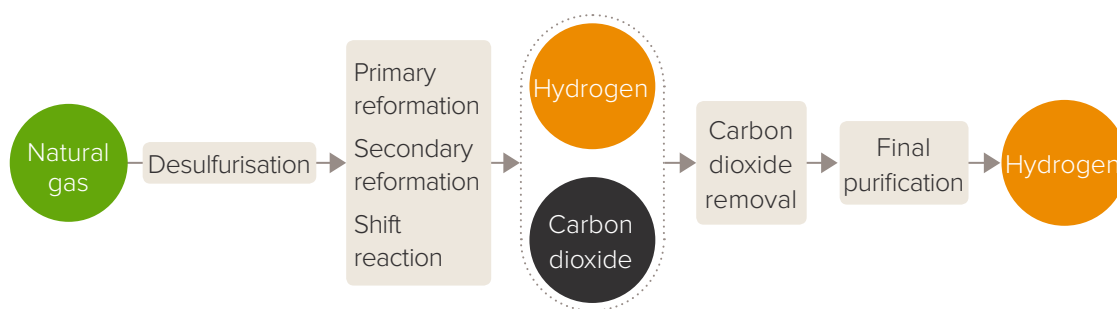 Natural
gas
Desulfurisation
Primary
reformation
Secondary
reformation
Shift
reaction
Hydrogen
Carbon
dioxide
Carbon
dioxide
removal
Final
purification
Hydrogen